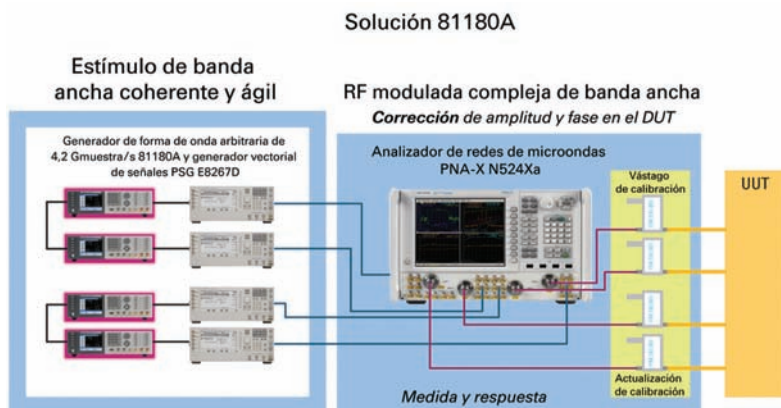 Solución 81180A
Estímulo de banda
ancha coherente y ágil
RF modulada compleja de banda ancha
Corrección de amplitud y fase en el DUT
Generador de forma de onda arbitraria de
4,2 Gmuestra/s 81180A y generador vectorial
de señales PSG E8267D
Analizador de redes de microondas
PNA-X N524Xa
Vástago
de calibración
UUT
Actualización
de calibración
Medida y respuesta